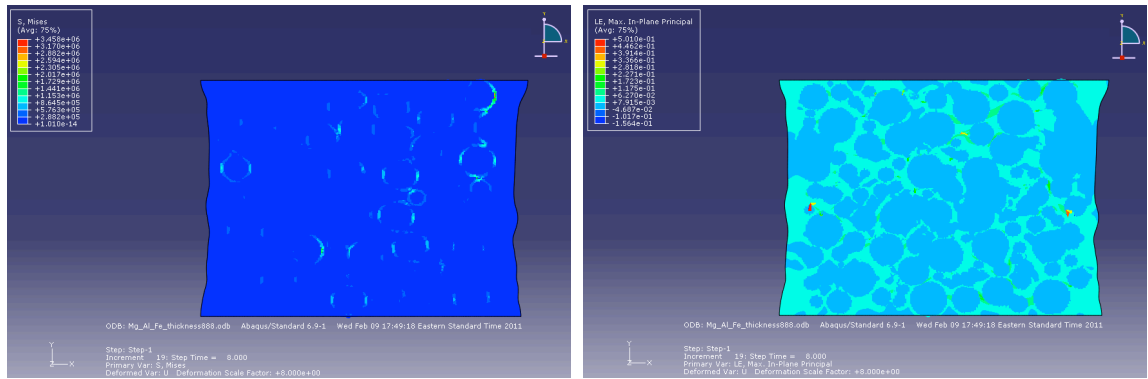 S, Mises
(Avg: 75%)
+3.458e+06
+3.170e+06
+2.882e+06
+2.594e+06
+2.305e+06
+2.017e+06
+1.729e+06
+1.441e+06
+1.153e+06
+8.645e+05
+5.763e+05
+2.882e+05
+1.010e-14
Y
X
Z
ODB: Mg_Al_Fe_thickness888.odb Abaqus/Standard 6.9-1 Wed Feb 09 17:49:18 Eastern Standard Time 2011
Y
Z X
Step: Step-1
Increment 19: Step Time = 8.000
Primary Var: S, Mises
Deformed Var: U Deformation Scale Factor: +8.000e+00
LE, Max. In-Plane Principal
(Avg: 75%)
+5.010e-01
+4.462e-01
+3.914e-01
+3.366e-01
+2.818e-01
+2.271e-01
+1.723e-01
+1.175e-01
+6.270e-02
+7.915e-03
-4.687e-02
-1.017e-01
-1.564e-01
Y
X
Z
ODB: Mg_Al_Fe_thickness888.odb Abaqus/Standard 6.9-1 Wed Feb 09 17:49:18 Eastern Standard Time 2011
Y
Z X
Step: Step-1
Increment 19: Step Time = 8.000
Primary Var: LE, Max. In-Plane Principal
Deformed Var: U Deformation Scale Factor: +8.000e+00